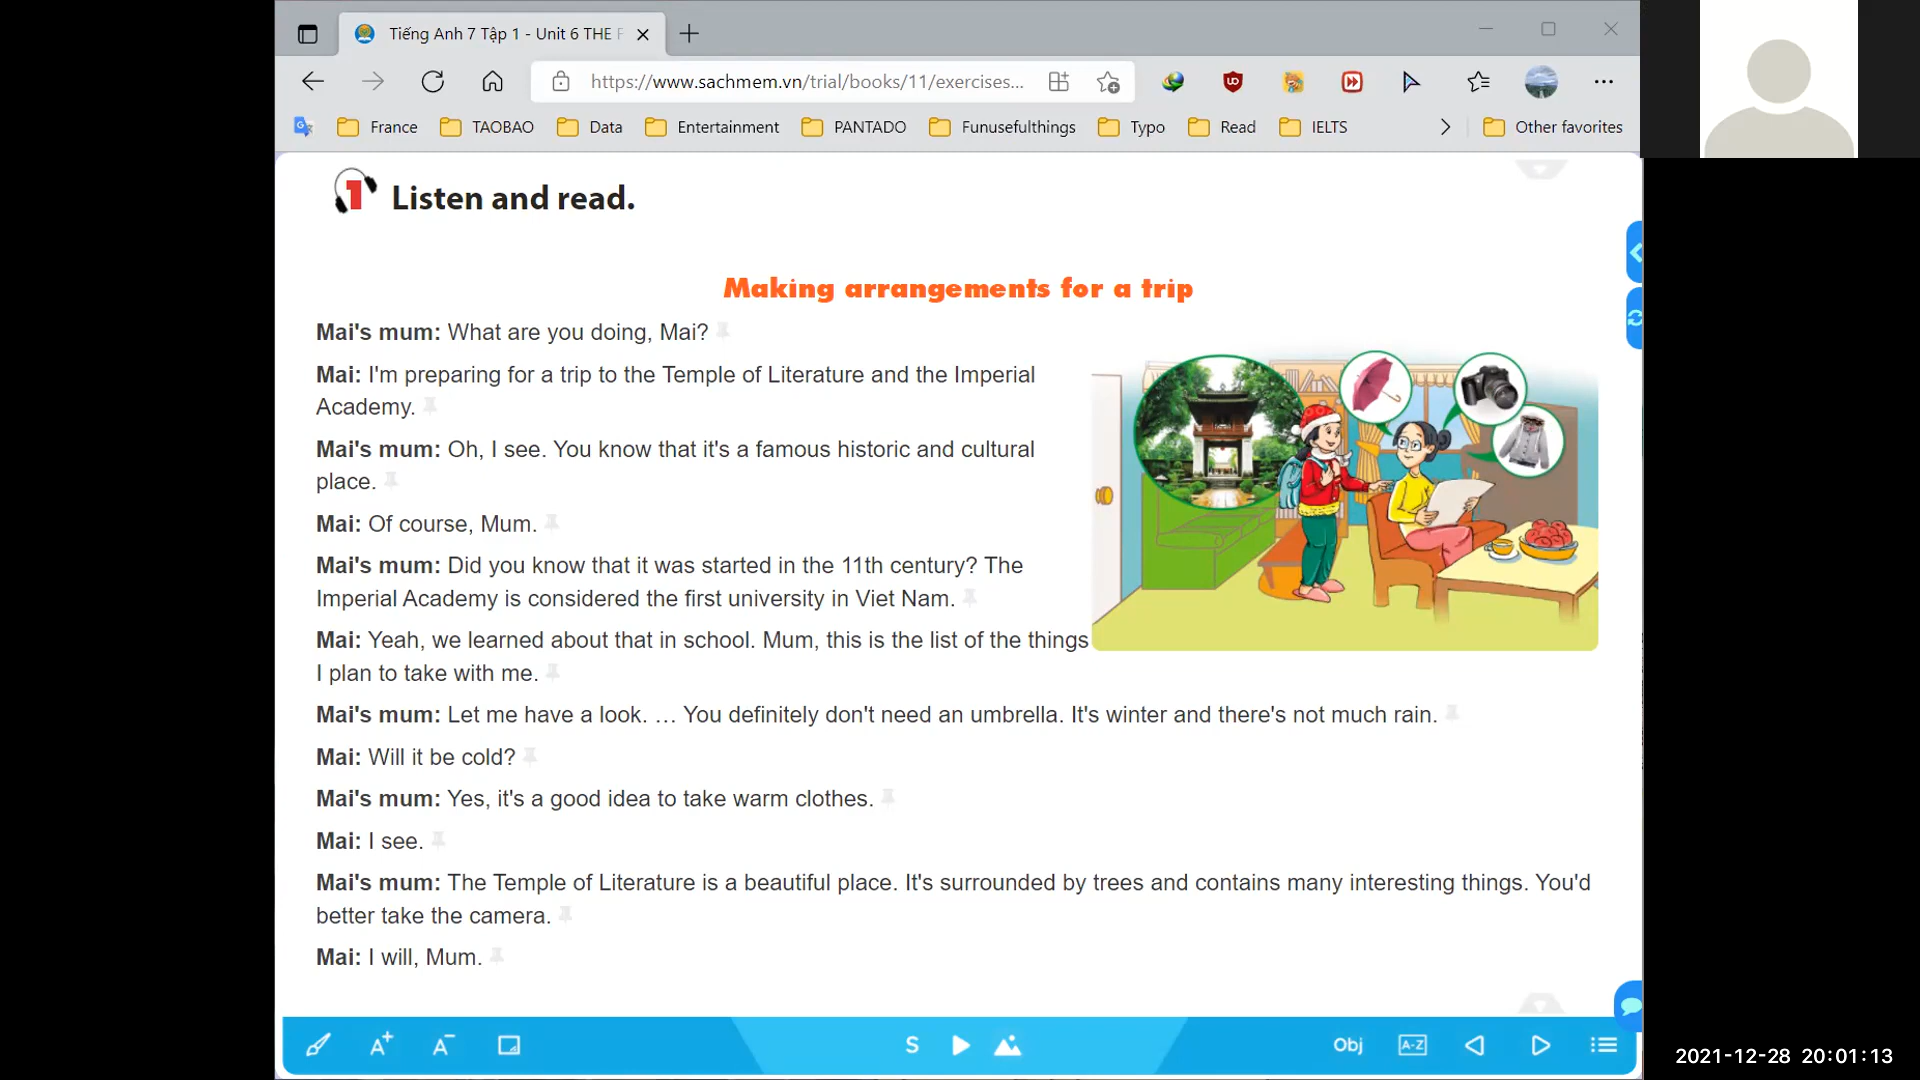 Tiếng Anh 7 Tập 1 - Unit 6 THE F
https://www.sachmem.vn/trial/books/11/exercises...
France
TAOBAO
Data
Entertainment
PANTADO
Funusefulthings
Typo
Read
IELTS
Other favorites
1 Listen and read.
Making arrangements for a trip
Mai's mum: What are you doing, Mai?
Mai: I'm preparing for a trip to the Temple of Literature and the Imperial
Academy.
Mai's mum: Oh, I see. You know that it's a famous historic and cultural
place.
Mai: Of course, Mum.
Mai's mum: Did you know that it was started in the 11th century? The
Imperial Academy is considered the first university in Viet Nam.
Mai: Yeah, we learned about that in school. Mum, this is the list of the things
I plan to take with me.
Mai's mum: Let me have a look. … You definitely don't need an umbrella. It's winter and there's not much rain.
Mai: Will it be cold?
Mai's mum: Yes, it's a good idea to take warm clothes.
Mai: I see.
Mai's mum: The Temple of Literature is a beautiful place. It's surrounded by trees and contains many interesting things. You'd
better take the camera.
Mai: I will, Mum.
A+
A-
S
Obj
A-Z
2021-12-28 20:01:13